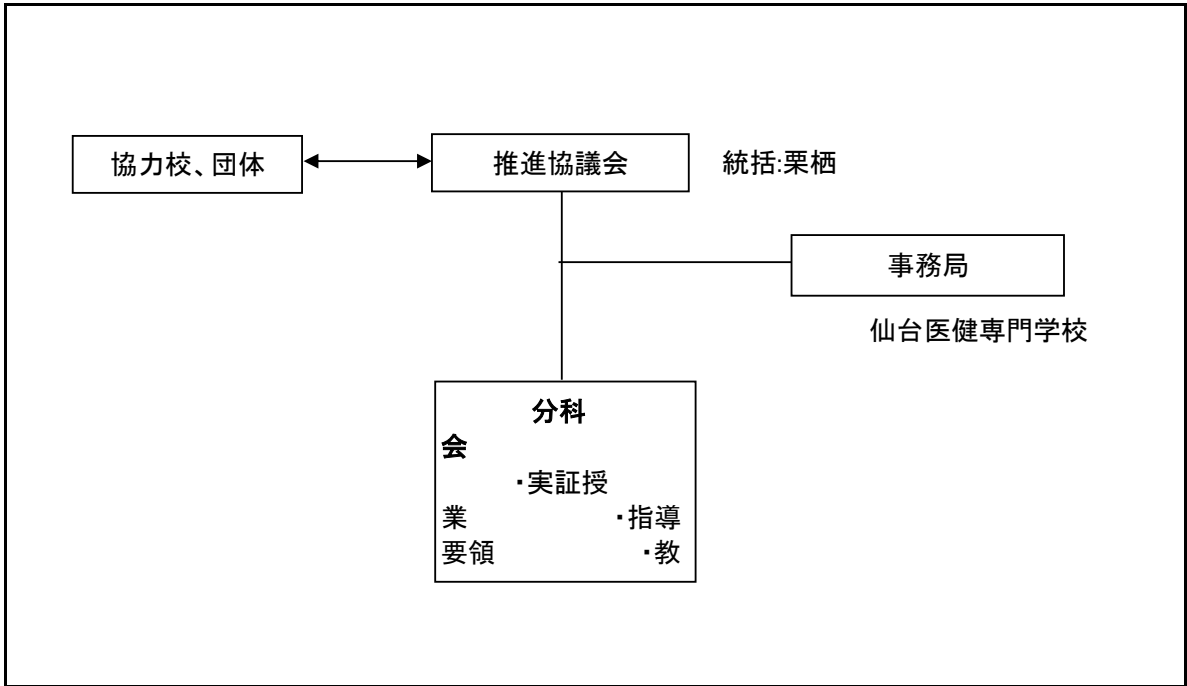 協力校、団体
推進協議会
統括:栗栖
事務局
仙台医健専門学校
分科
会
・実証授
業 ・指導
要領 ・教